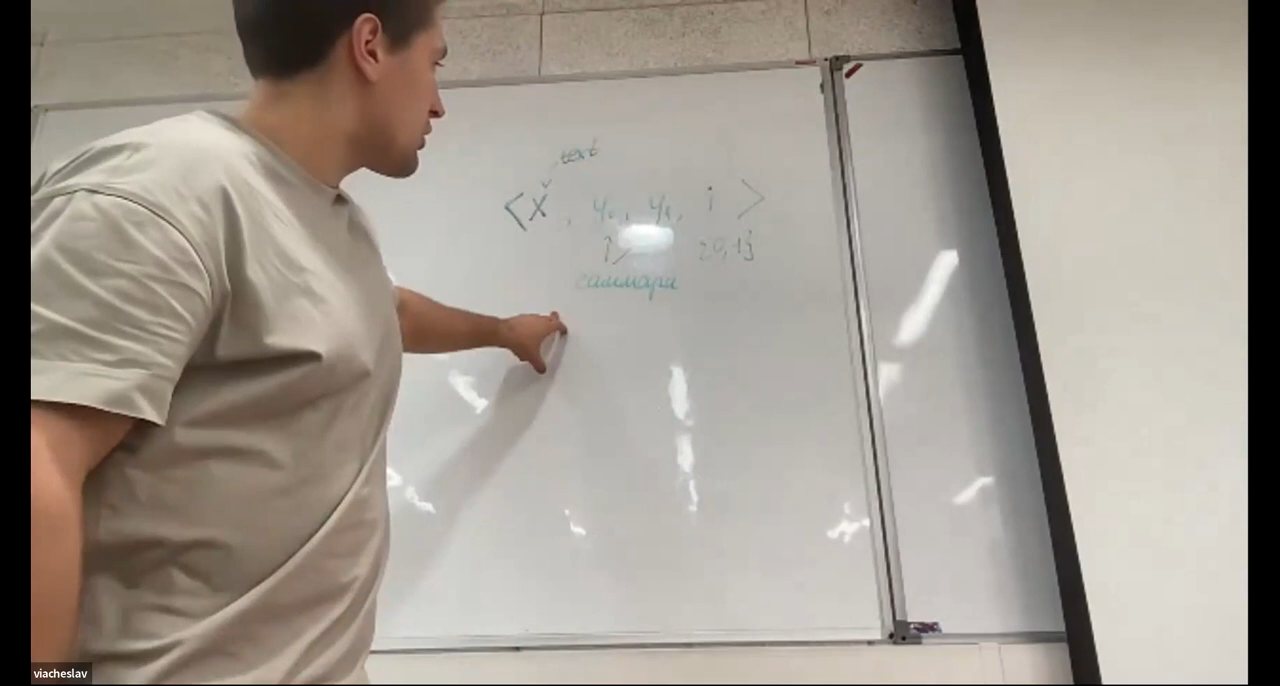 text
<X, y₀, y₁, i>
{0,1}
саммари
viacheslav